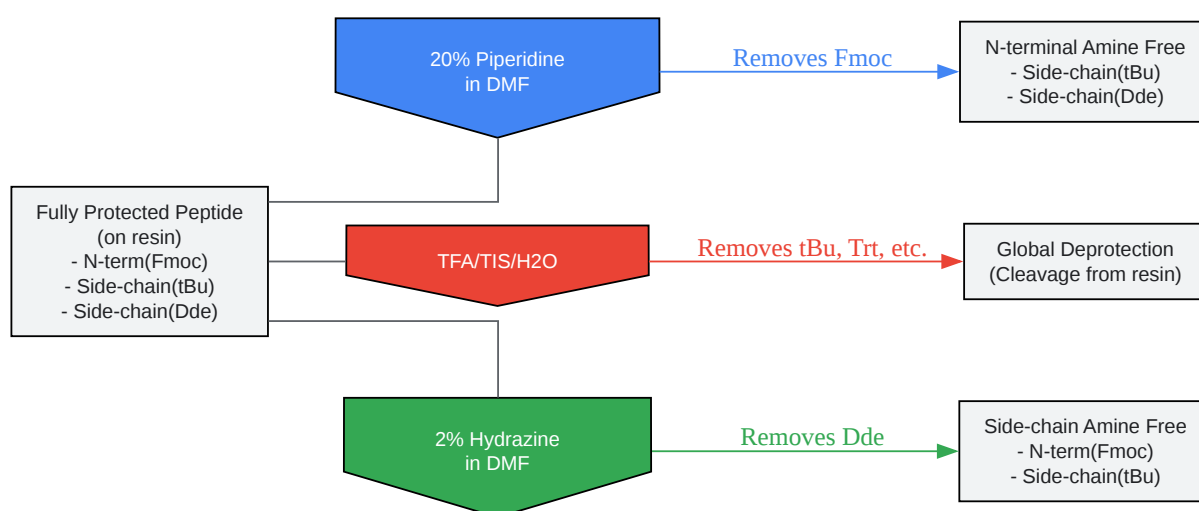 20% Piperidine
in DMF
Removes Fmoc
N-terminal Amine Free
- Side-chain(tBu)
- Side-chain(Dde)
Fully Protected Peptide
(on resin)
- N-term(Fmoc)
- Side-chain(tBu)
- Side-chain(Dde)
TFA/TIS/H2O
Removes tBu, Trt, etc.
Global Deprotection
(Cleavage from resin)
2% Hydrazine
in DMF
Removes Dde
Side-chain Amine Free
- N-term(Fmoc)
- Side-chain(tBu)